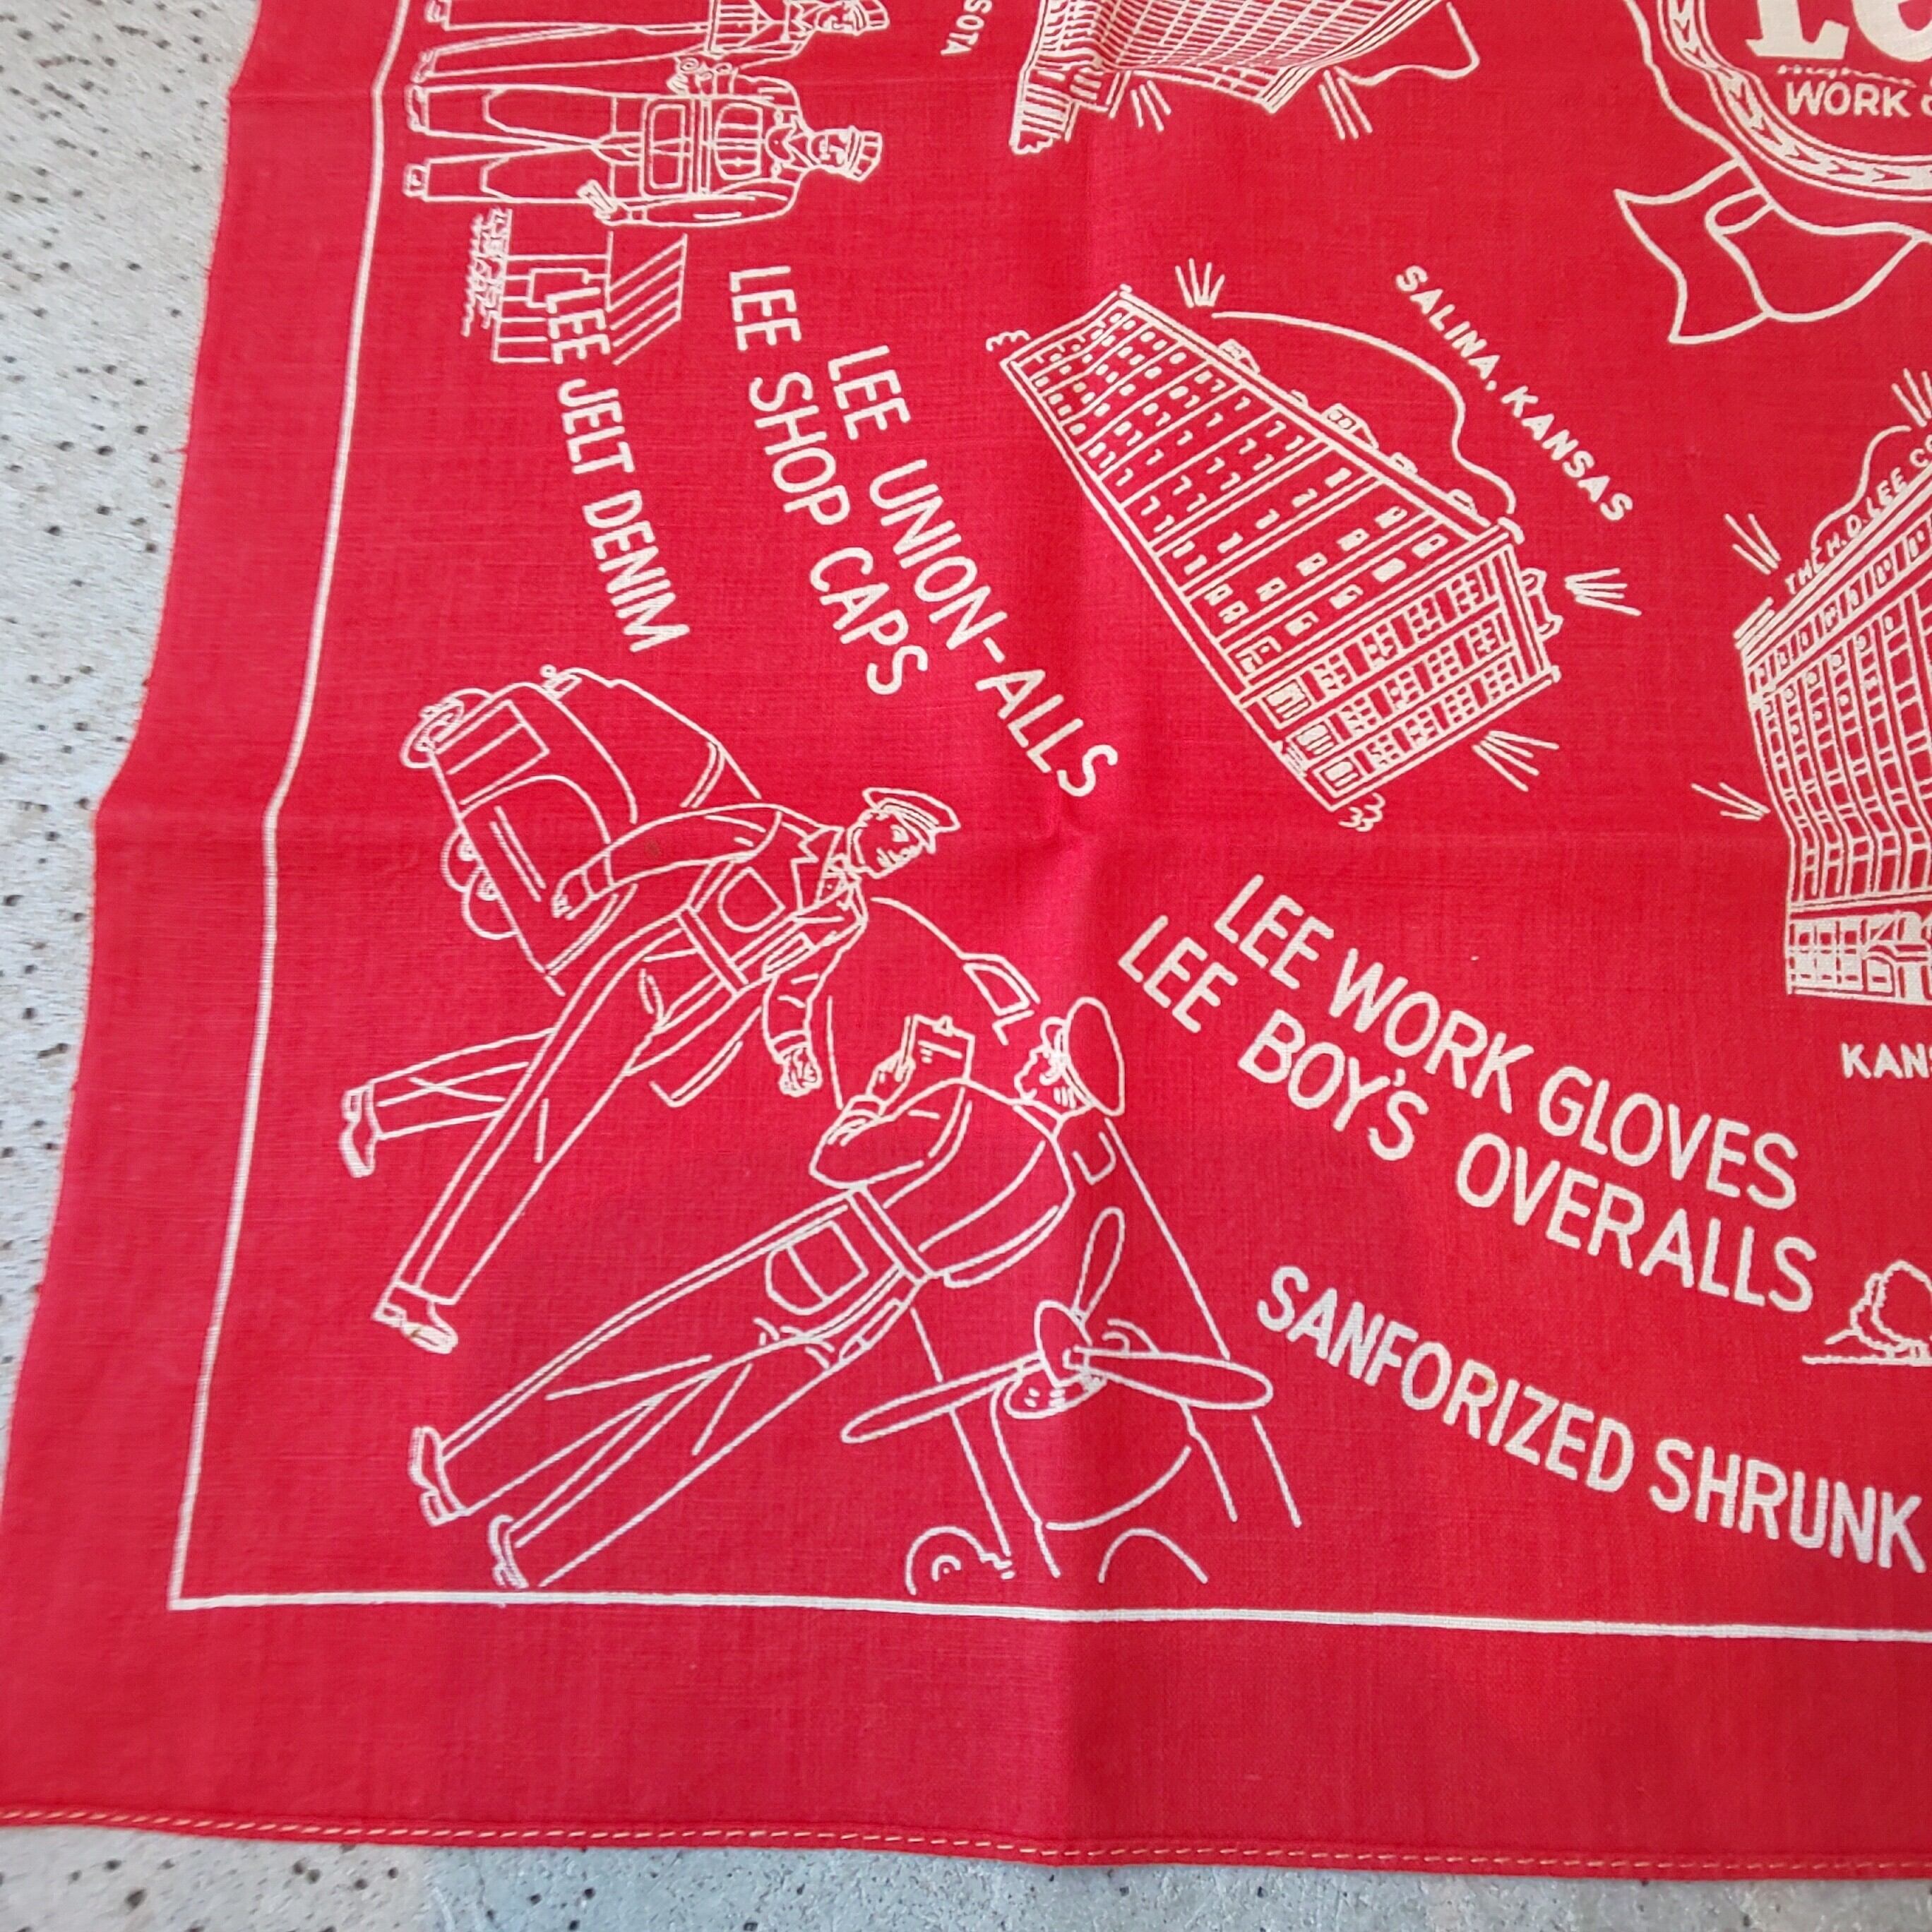 WORK
SALINA, KANSAS
THE H.D. LEE CO
LEE JELT DENIM
LEE SHOP CAPS
LEE UNION-ALLS
LEE WORK GLOVES
LEE BOY'S OVERALLS
SANFORIZED SHRUNK